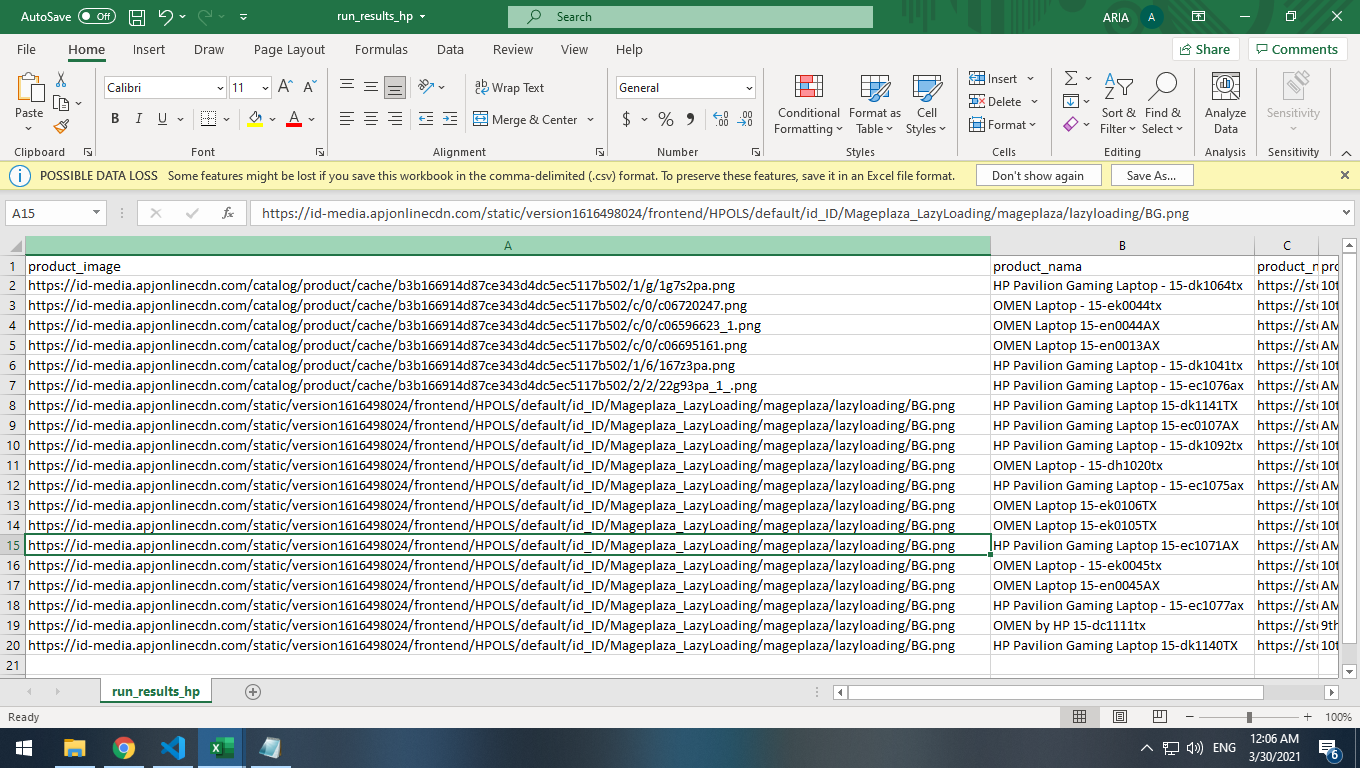 AutoSave Off run_results_hp Search ARIA A
File Home Insert Draw Page Layout Formulas Data Review View Help Share Comments
Paste Calibri 11 Wrap Text General Conditional Formatting Format as Table Cell Styles Insert Sort & Filter Find & Select Analyze Data Sensitivity
B I U Merge & Center $ % Delete
Format
Clipboard Font Alignment Number Styles Cells Editing Analysis Sensitivity
POSSIBLE DATA LOSS Some features might be lost if you save this workbook in the comma-delimited (.csv) format. To preserve these features, save it in an Excel file format. Don't show again Save As...
A15 fx https://id-media.apjonlinecdn.com/static/version1616498024/frontend/HPOLS/default/id_ID/Mageplaza_LazyLoading/mageplaza/lazyloading/BG.png
A B C
1 product_image product_nama product_n pro
2 https://id-media.apjonlinecdn.com/catalog/product/cache/b3b166914d87ce343d4dc5ec5117b502/1/g/1g7s2pa.png HP Pavilion Gaming Laptop - 15-dk1064tx https://sto 10t
3 https://id-media.apjonlinecdn.com/catalog/product/cache/b3b166914d87ce343d4dc5ec5117b502/c/0/c06720247.png OMEN Laptop - 15-ek0044tx https://sto 10t
4 https://id-media.apjonlinecdn.com/catalog/product/cache/b3b166914d87ce343d4dc5ec5117b502/c/0/c06596623_1.png OMEN Laptop 15-en0044AX https://sto AM
5 https://id-media.apjonlinecdn.com/catalog/product/cache/b3b166914d87ce343d4dc5ec5117b502/c/0/c06695161.png OMEN Laptop 15-en0013AX https://sto AM
6 https://id-media.apjonlinecdn.com/catalog/product/cache/b3b166914d87ce343d4dc5ec5117b502/1/6/167z3pa.png HP Pavilion Gaming Laptop - 15-dk1041tx https://sto 10t
7 https://id-media.apjonlinecdn.com/catalog/product/cache/b3b166914d87ce343d4dc5ec5117b502/2/2/22g93pa_1_.png HP Pavilion Gaming Laptop - 15-ec1076ax https://sto AM
8 https://id-media.apjonlinecdn.com/static/version1616498024/frontend/HPOLS/default/id_ID/Mageplaza_LazyLoading/mageplaza/lazyloading/BG.png HP Pavilion Gaming Laptop 15-dk1141TX https://sto 10t
9 https://id-media.apjonlinecdn.com/static/version1616498024/frontend/HPOLS/default/id_ID/Mageplaza_LazyLoading/mageplaza/lazyloading/BG.png HP Pavilion Gaming Laptop 15-ec0107AX https://sto AM
10 https://id-media.apjonlinecdn.com/static/version1616498024/frontend/HPOLS/default/id_ID/Mageplaza_LazyLoading/mageplaza/lazyloading/BG.png HP Pavilion Gaming Laptop - 15-dk1092tx https://sto 10t
11 https://id-media.apjonlinecdn.com/static/version1616498024/frontend/HPOLS/default/id_ID/Mageplaza_LazyLoading/mageplaza/lazyloading/BG.png OMEN Laptop - 15-dh1020tx https://sto 10t
12 https://id-media.apjonlinecdn.com/static/version1616498024/frontend/HPOLS/default/id_ID/Mageplaza_LazyLoading/mageplaza/lazyloading/BG.png HP Pavilion Gaming Laptop - 15-ec1075ax https://sto AM
13 https://id-media.apjonlinecdn.com/static/version1616498024/frontend/HPOLS/default/id_ID/Mageplaza_LazyLoading/mageplaza/lazyloading/BG.png OMEN Laptop 15-ek0106TX https://sto 10t
14 https://id-media.apjonlinecdn.com/static/version1616498024/frontend/HPOLS/default/id_ID/Mageplaza_LazyLoading/mageplaza/lazyloading/BG.png OMEN Laptop 15-ek0105TX https://sto 10t
15 https://id-media.apjonlinecdn.com/static/version1616498024/frontend/HPOLS/default/id_ID/Mageplaza_LazyLoading/mageplaza/lazyloading/BG.png HP Pavilion Gaming Laptop 15-ec1071AX https://sto AM
16 https://id-media.apjonlinecdn.com/static/version1616498024/frontend/HPOLS/default/id_ID/Mageplaza_LazyLoading/mageplaza/lazyloading/BG.png OMEN Laptop - 15-ek0045tx https://sto 10t
17 https://id-media.apjonlinecdn.com/static/version1616498024/frontend/HPOLS/default/id_ID/Mageplaza_LazyLoading/mageplaza/lazyloading/BG.png OMEN Laptop 15-en0045AX https://sto AM
18 https://id-media.apjonlinecdn.com/static/version1616498024/frontend/HPOLS/default/id_ID/Mageplaza_LazyLoading/mageplaza/lazyloading/BG.png HP Pavilion Gaming Laptop - 15-ec1077ax https://sto AM
19 https://id-media.apjonlinecdn.com/static/version1616498024/frontend/HPOLS/default/id_ID/Mageplaza_LazyLoading/mageplaza/lazyloading/BG.png OMEN by HP 15-dc1111tx https://sto 9th
20 https://id-media.apjonlinecdn.com/static/version1616498024/frontend/HPOLS/default/id_ID/Mageplaza_LazyLoading/mageplaza/lazyloading/BG.png HP Pavilion Gaming Laptop 15-dk1140TX https://sto 10t
21
run_results_hp
Ready 100%
ENG 12:06 AM
3/30/2021 6